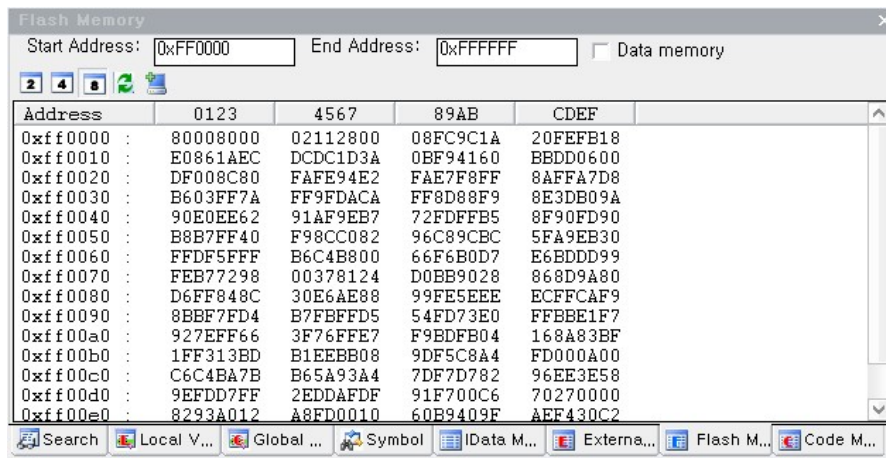 Flash Memory
Start Address: 0xFF0000 End Address: 0xFFFFFF Data memory
2 4 8
Address 0123 4567 89AB CDEF
0xff0000 : 80008000 02112800 08FC9C1A 20FEFB18
0xff0010 : E0861AEC DCDC1D3A 0BF94160 BBDD0600
0xff0020 : DF008C80 FAFE94E2 FAE7F8FF 8AFFA7D8
0xff0030 : B603FF7A FF9FDACA FF8D88F9 8E3DB09A
0xff0040 : 90E0EE62 91AF9EB7 72FDFFB5 8F90FD90
0xff0050 : B8B7FF40 F98CC082 96C89CBC 5FA9EB30
0xff0060 : FFDF5FFF B6C4B800 66F6B0D7 E6BDDD99
0xff0070 : FEB77298 00378124 D0BB9028 868D9A80
0xff0080 : D6FF848C 30E6AE88 99FE5EEE ECFFCAF9
0xff0090 : 8BBF7FD4 B7FBFFD5 54FD73E0 FFBBE1F7
0xff00a0 : 927EFF66 3F76FFE7 F9BDFB04 168A83BF
0xff00b0 : 1FF313BD B1EEBB08 9DF5C8A4 FD000A00
0xff00c0 : C6C4BA7B B65A93A4 7DF7D782 96EE3E58
0xff00d0 : 9EFDD7FF 2EDDAFDF 91F700C6 70270000
0xff00e0 : 8293A012 A8FD0010 60B9409F AEF430C2
Search Local V... Global ... Symbol IData M... Externa... Flash M... Code M...